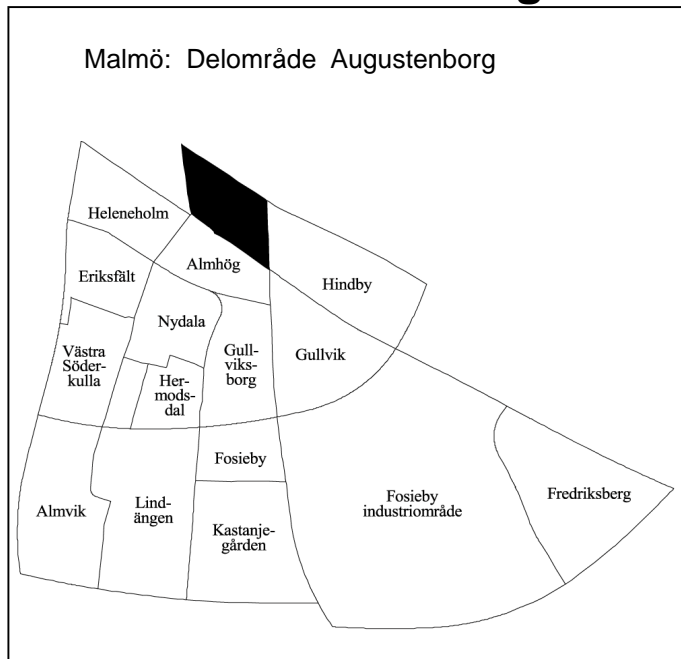 Malmö: Delområde Augustenborg
Heleneholm
Almhög
Eriksfält
Hindby
Nydala
Västra
Söder-
kulla
Gull-
viks-
borg
Gullvik
Her-
mods-
dal
Fosieby
Almvik
Lind-
ängen
Kastanje-
gården
Fosieby
industriområde
Fredriksberg